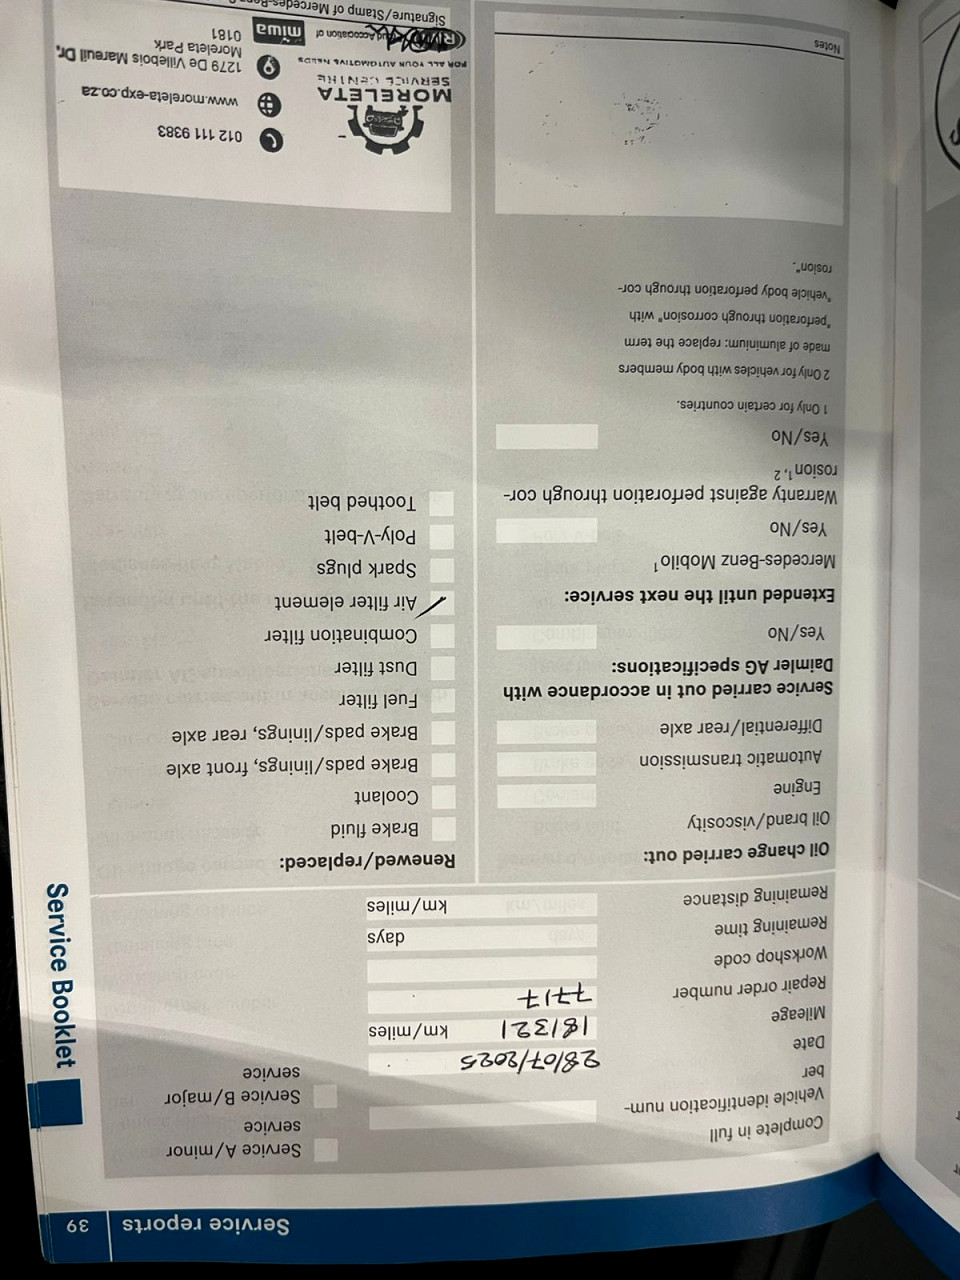 Service reports 39
Service Booklet
Complete in full
Vehicle identification num-
ber
Date 28/07/2025
Mileage 181321 km/miles
Repair order number 7717
Workshop code
Remaining time days
Remaining distance km/miles
Service A/minor
service
Service B/major
service
Oil change carried out:
Oil brand/viscosity
Engine
Automatic transmission
Differential/rear axle
Service carried out in accordance with
Daimler AG specifications:
Yes/No
Extended until the next service:
Mercedes-Benz Mobilo1
Yes/No
Warranty against perforation through cor-
rosion1, 2
Yes/No
1 Only for certain countries.
2 Only for vehicles with body members
made of aluminium: replace the term
"perforation through corrosion" with
"vehicle body perforation through cor-
rosion".
Notes
Renewed/replaced:
Brake fluid
Coolant
Brake pads/linings, front axle
Brake pads/linings, rear axle
Fuel filter
Dust filter
Combination filter
Air filter element
Spark plugs
Poly-V-belt
Toothed belt
MORELETA
SERVICE CENTRE
FOR ALL YOUR AUTOMOTIVE NEEDS
012 111 9383
www.moreleta-exp.co.za
1279 De Villebois Mareuil Dr,
Moreleta Park
0181
of
miwa
Signature/Stamp of Mercedes-Benz